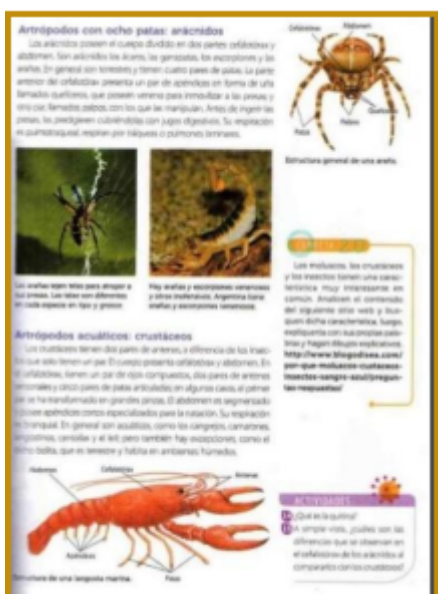 Artrópodos con ocho patas: arácnidos
Los arácnidos poseen el cuerpo dividido en dos partes cefalotórax y
abdomen. Son arácnidos los ácaros, las garrapatas, los escorpiones y las
arañas. En general son terrestres y tienen cuatro pares de patas. La parte
anterior del cefalotórax presenta un par de apéndices en forma de uña
llamados quelíceros, que poseen veneno para inmovilizar a las presas y
otro par, llamados palpos, con los que las manipulan. Antes de ingerir las
presas, las predigieren cubriéndolas con jugos digestivos. Su respiración
es pulmotraqueal, respiran por tráqueas o pulmones laminares.
Cefalotórax
Abdomen
Quelíceros
Palpos
Patas
Estructura general de una araña.
Las arañas tejen telas para atrapar a
sus presas. Las telas son diferentes
en cada especie en tipo y grosor.
Hay arañas y escorpiones venenosos
y otros inofensivos. Argentina tiene
arañas y escorpiones venenosos.
Los moluscos, los crustáceos
y los insectos tienen una carac-
terística muy interesante en
común. Analicen el contenido
del siguiente sitio web y bus-
quen dicha característica, luego,
explíquenla con sus propias pala-
bras y hagan dibujos explicativos.
http://www.blogodisea.com/
por-que-moluscos-custaceos-
insectos-sangre-azul/pregun-
tas-respuestas/
Artrópodos acuáticos: crustáceos
Los crustáceos tienen dos pares de antenas, a diferencia de los insec-
tos que solo tienen un par. El cuerpo presenta cefalotórax y abdomen. En
el cefalotórax, tienen un par de ojos compuestos, dos pares de antenas
sensoriales y cinco pares de patas articuladas; en algunos casos, el primer
par se ha transformado en grandes pinzas. El abdomen es segmentado
y posee apéndices cortos especializados para la natación. Su respiración
es branquial. En general son acuáticos, como los cangrejos, camarones,
langostinos, centollas y el krill; pero también hay excepciones, como el
bicho bolita, que es terrestre y habita en ambientes húmedos.
Abdomen
Cefalotórax
Antenas
Apéndices
Patas
Estructura de una langosta marina.
ACTIVIDADES
¿Qué es la quitina?
A simple vista, ¿cuáles son las
diferencias que se observan en
el cefalotórax de los arácnidos al
compararlos con los crustáceos?